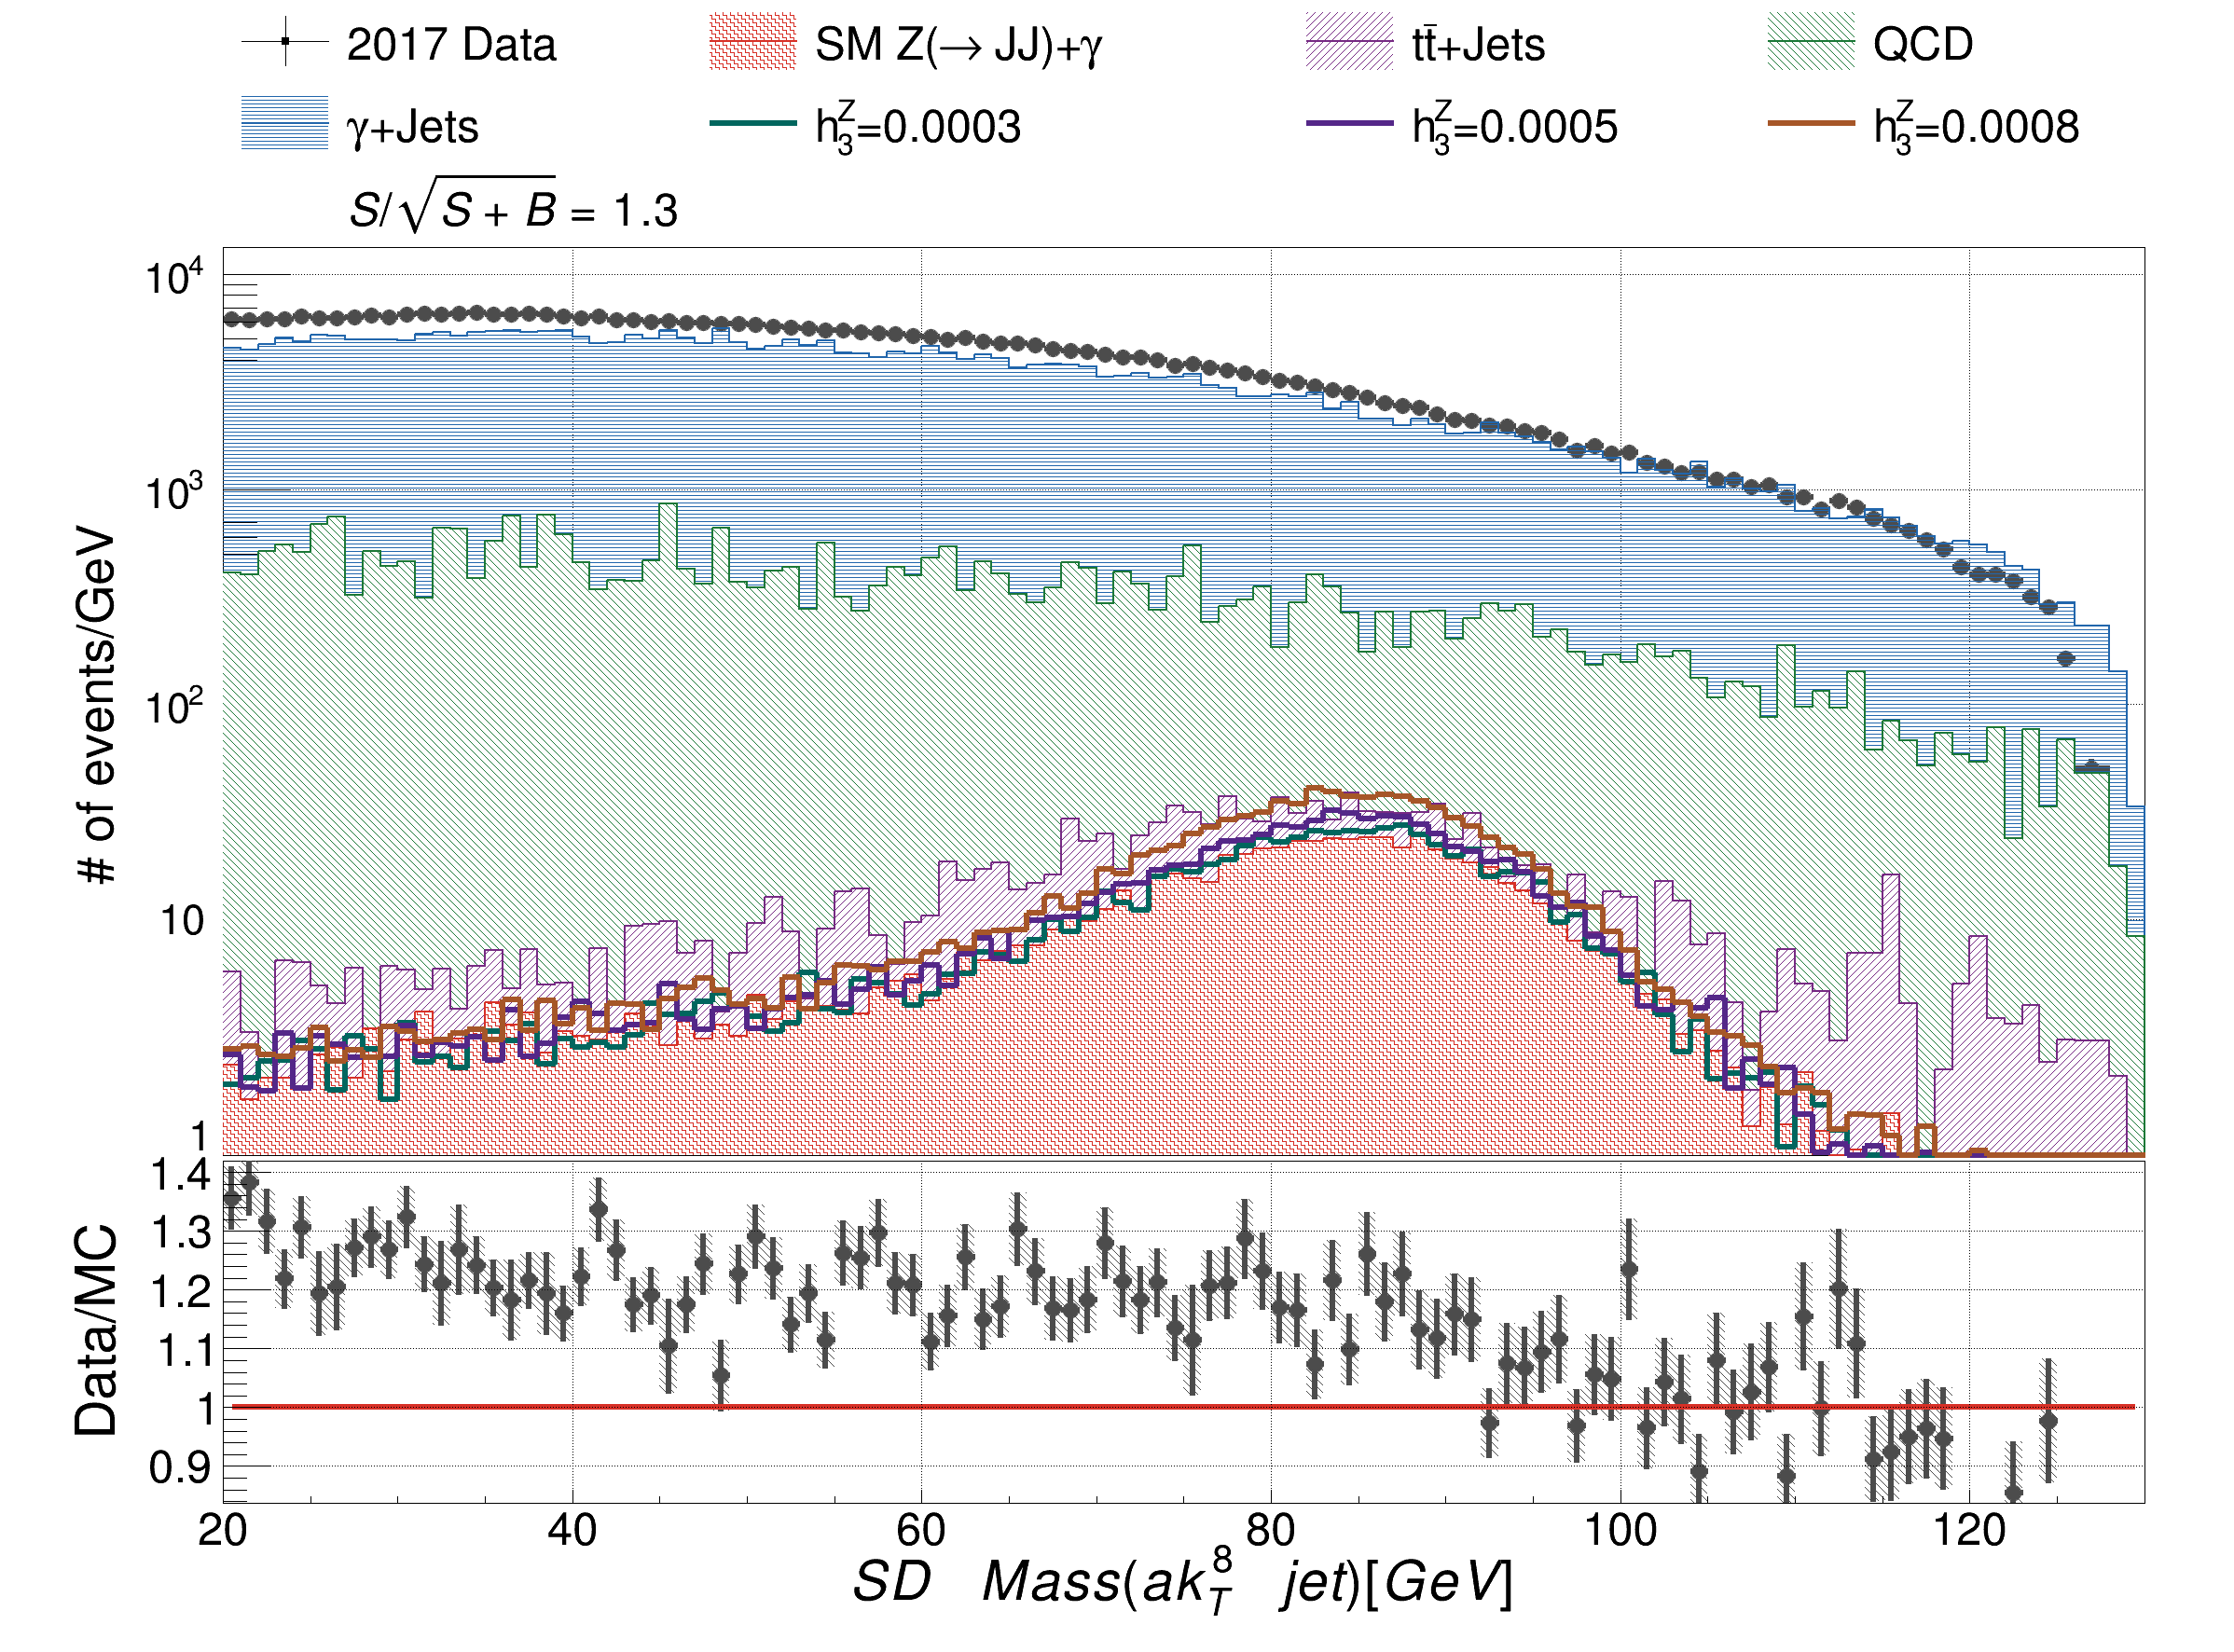 2017 Data SM Z(→ JJ)+γ tt̄+Jets QCD
γ+Jets h₃ᶻ=0.0003 h₃ᶻ=0.0005 h₃ᶻ=0.0008
S/√S + B = 1.3
# of events/GeV
10⁴
10³
10²
10
1
Data/MC
1.4
1.3
1.2
1.1
1
0.9
20 40 60 80 100 120
SD Mass(ak_T^8 jet)[GeV]